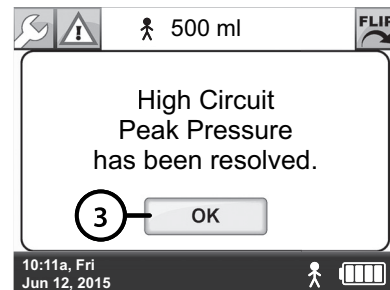 500 ml
FLIP
High Circuit
Peak Pressure
has been resolved.
3
OK
10:11a, Fri
Jun 12, 2015